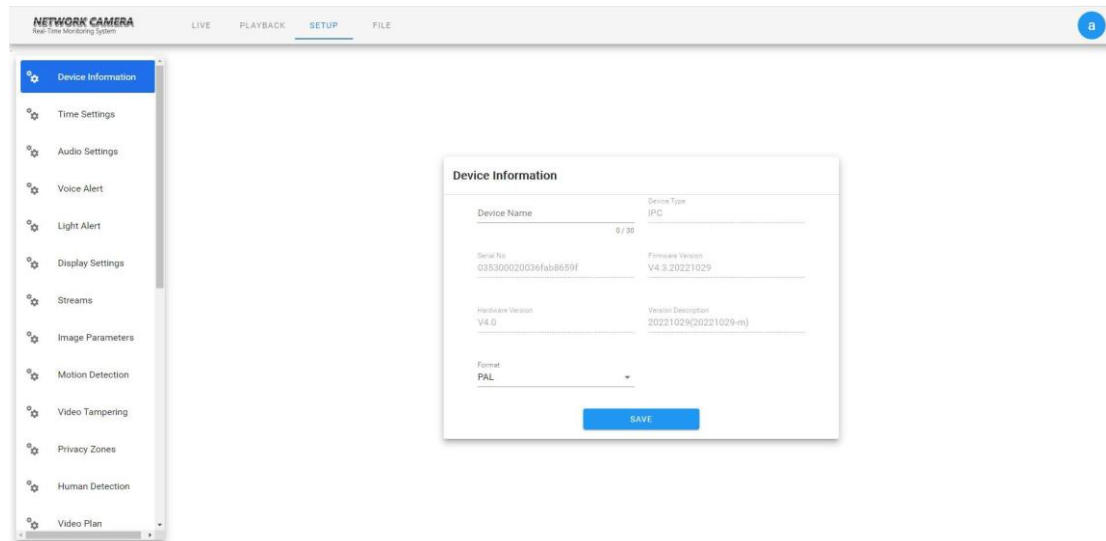 NETWORK CAMERA
Real-Time Monitoring System
LIVE PLAYBACK SETUP FILE
a
Device Information
Time Settings
Audio Settings
Voice Alert
Light Alert
Display Settings
Streams
Image Parameters
Motion Detection
Video Tampering
Privacy Zones
Human Detection
Video Plan
Device Information
Device Name
0 / 30
Device Type
IPC
Serial No
035300020036fab8659f
Firmware Version
V4.3.20221029
Hardware Version
V4.0
Version Description
20221029(20221029-m)
Format
PAL
SAVE